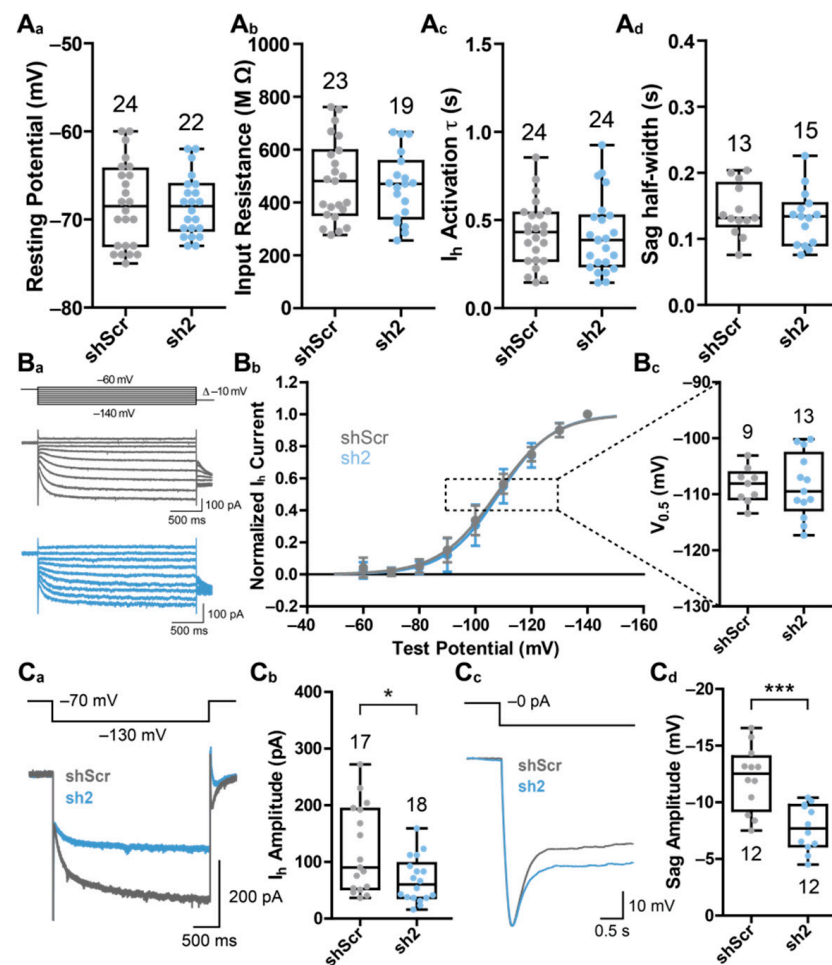 Aa
Resting Potential (mV)
−50
−60
−70
−80
24
22
shScr
sh2
Ab
Input Resistance (M Ω)
1000
800
600
400
200
0
23
19
shScr
sh2
Ac
Ih Activation τ (s)
1.5
1.0
0.5
0.0
24
24
shScr
sh2
Ad
Sag half-width (s)
0.4
0.3
0.2
0.1
0.0
13
15
shScr
sh2
Ba
−60 mV
Δ −10 mV
−140 mV
100 pA
500 ms
100 pA
500 ms
Bb
Normalized Ih Current
1.2
1.0
0.8
0.6
0.4
0.2
0.0
−0.2
shScr
sh2
−40
−60
−80
−100
−120
−140
−160
Test Potential (mV)
Bc
V0.5 (mV)
−90
−100
−110
−120
−130
9
13
shScr
sh2
Ca
−70 mV
−130 mV
shScr
sh2
200 pA
500 ms
Cb
Ih Amplitude (pA)
400
300
200
100
0
*
17
18
shScr
sh2
Cc
−0 pA
shScr
sh2
10 mV
0.5 s
Cd
Sag Amplitude (mV)
−20
−15
−10
−5
0
***
12
12
shScr
sh2